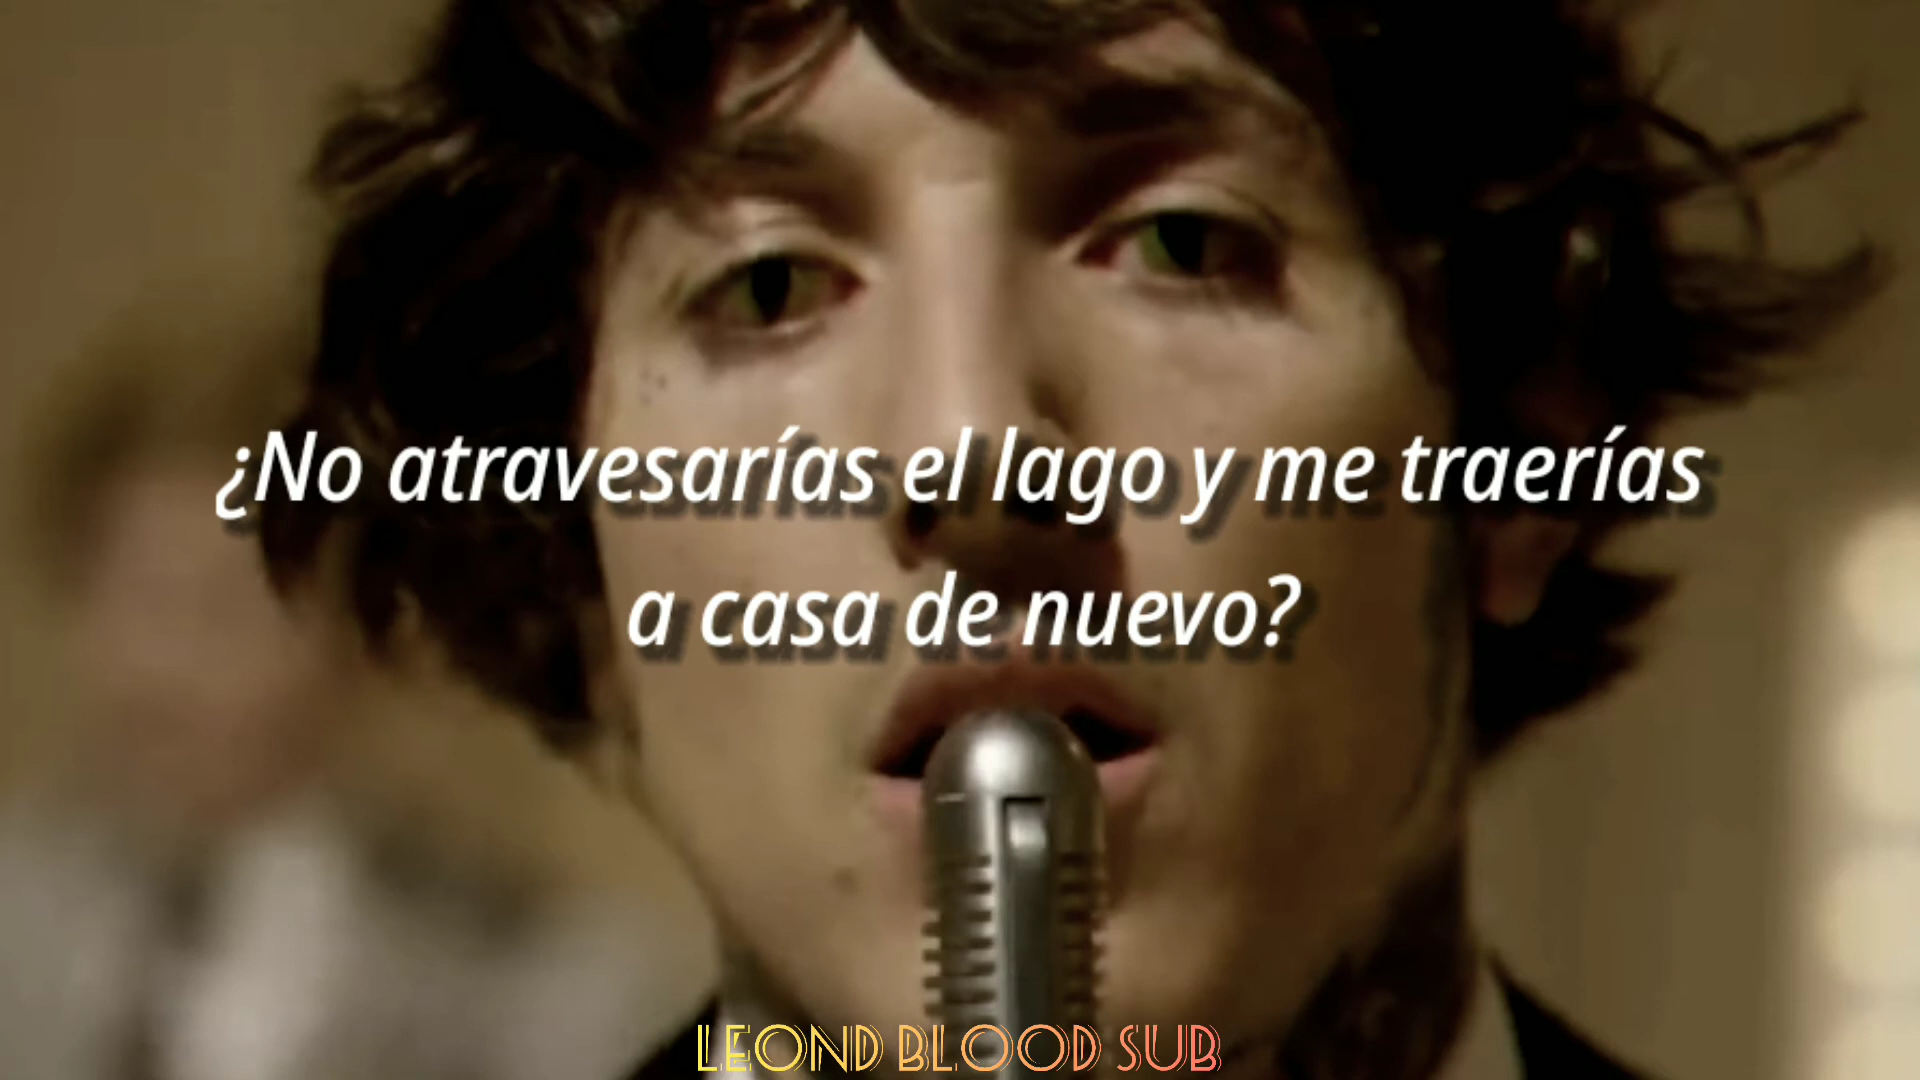 ¿No atravesarías el lago y me traerías
a casa de nuevo?
LEOND BLOOD SUB